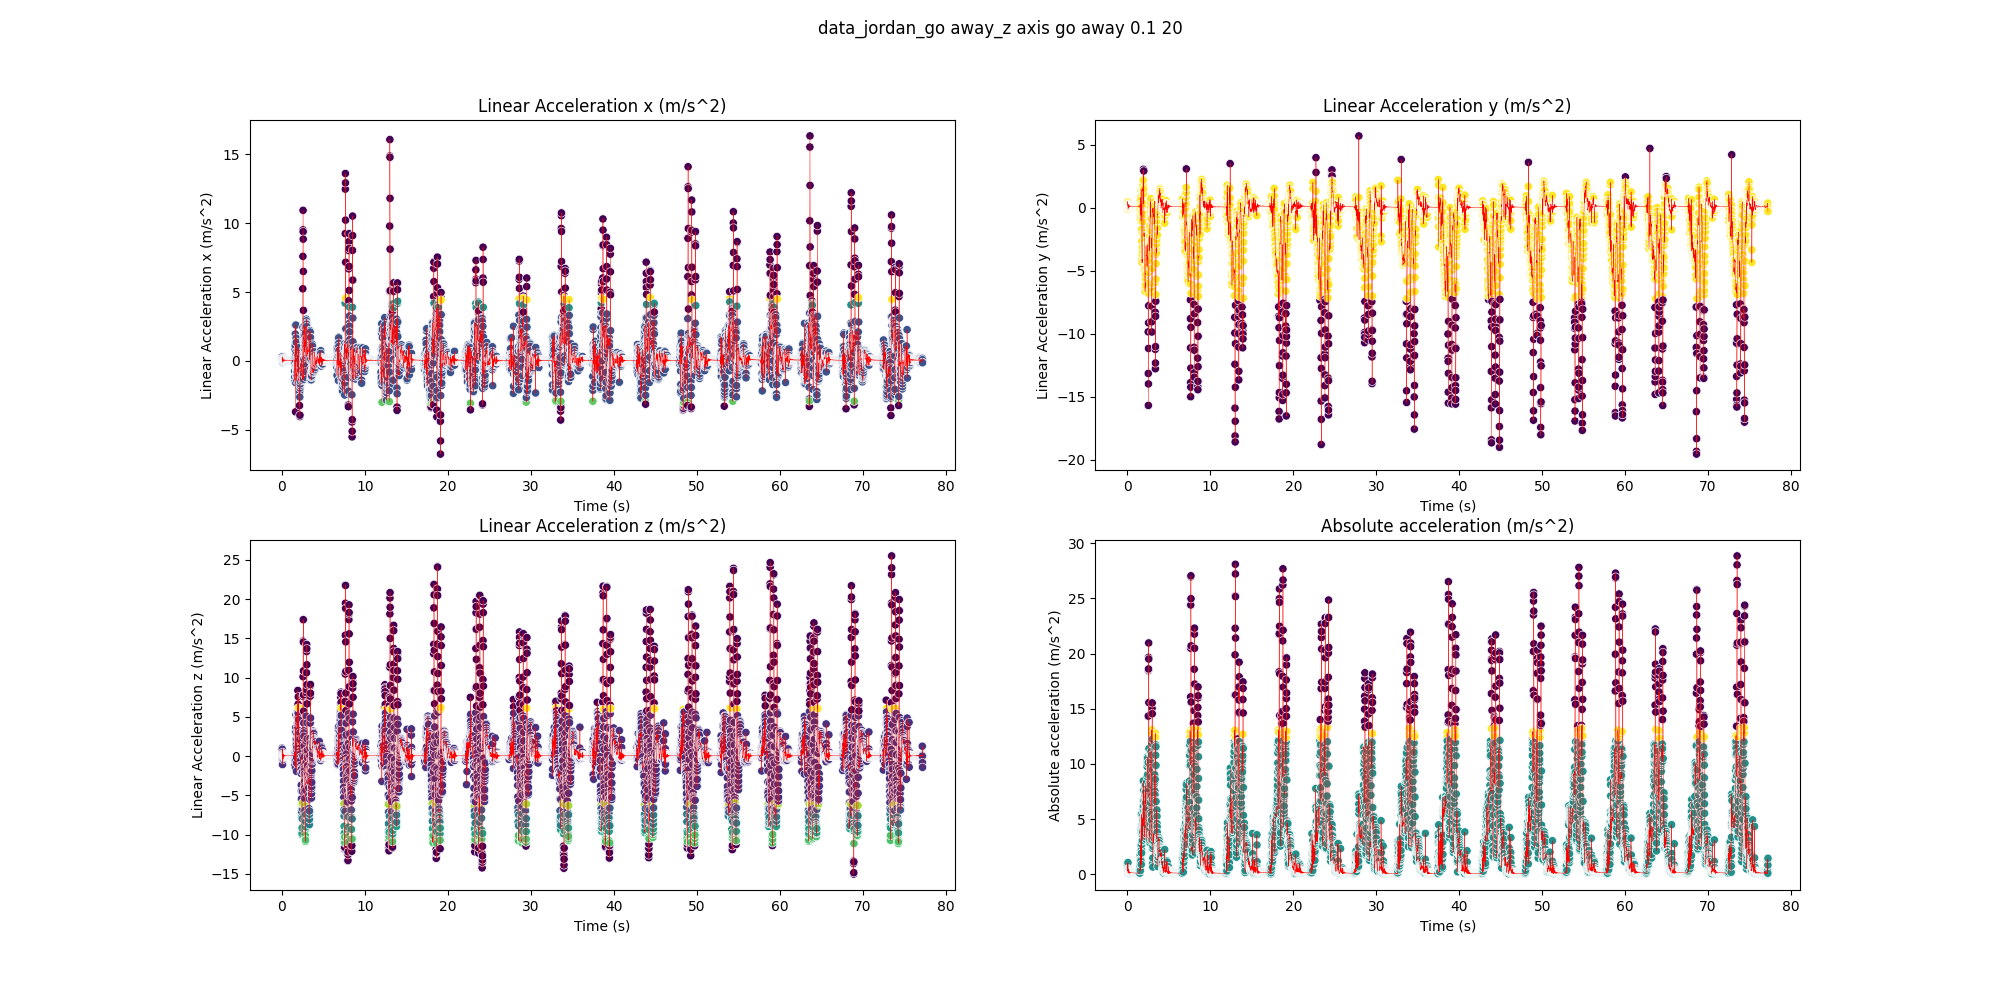 data_jordan_go away_z axis go away 0.1 20
Linear Acceleration x (m/s^2)
Linear Acceleration x (m/s^2)
15
10
5
0
−5
0 10 20 30 40 50 60 70 80
Time (s)
Linear Acceleration y (m/s^2)
Linear Acceleration y (m/s^2)
5
0
−5
−10
−15
−20
0 10 20 30 40 50 60 70 80
Time (s)
Linear Acceleration z (m/s^2)
Linear Acceleration z (m/s^2)
25
20
15
10
5
0
−5
−10
−15
0 10 20 30 40 50 60 70 80
Time (s)
Absolute acceleration (m/s^2)
Absolute acceleration (m/s^2)
30
25
20
15
10
5
0
0 10 20 30 40 50 60 70 80
Time (s)